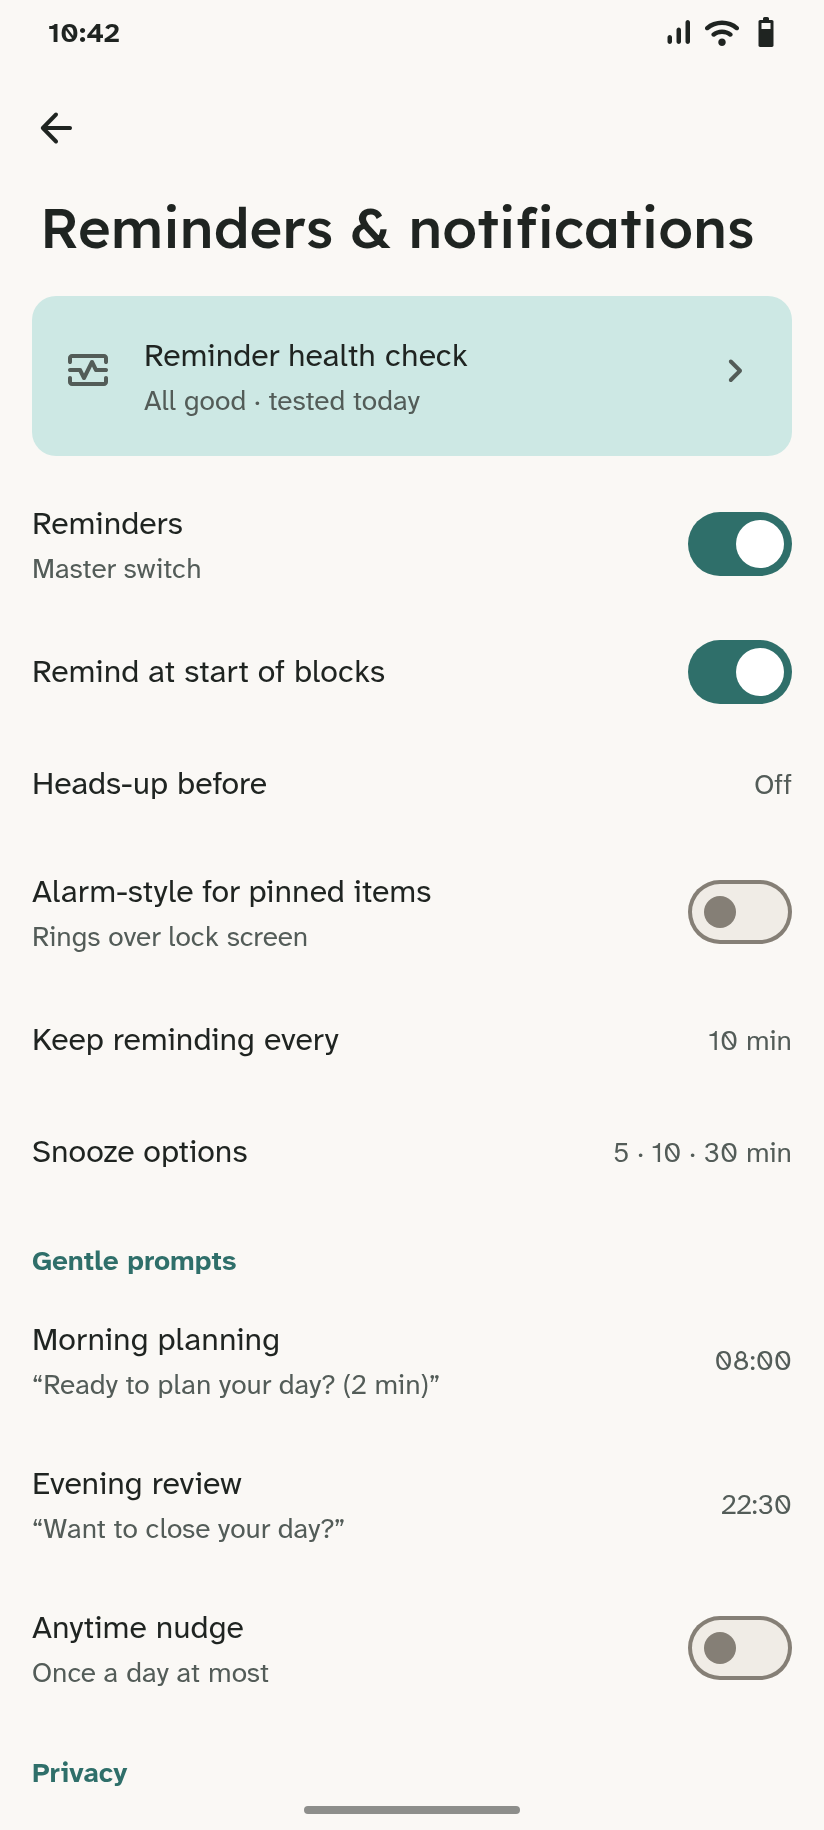 10:42
Reminders & notifications
Reminder health check
All good · tested today
Reminders
Master switch
Remind at start of blocks
Heads-up before
Off
Alarm-style for pinned items
Rings over lock screen
Keep reminding every
10 min
Snooze options
5 · 10 · 30 min
Gentle prompts
Morning planning
“Ready to plan your day? (2 min)”
08:00
Evening review
“Want to close your day?”
22:30
Anytime nudge
Once a day at most
Privacy